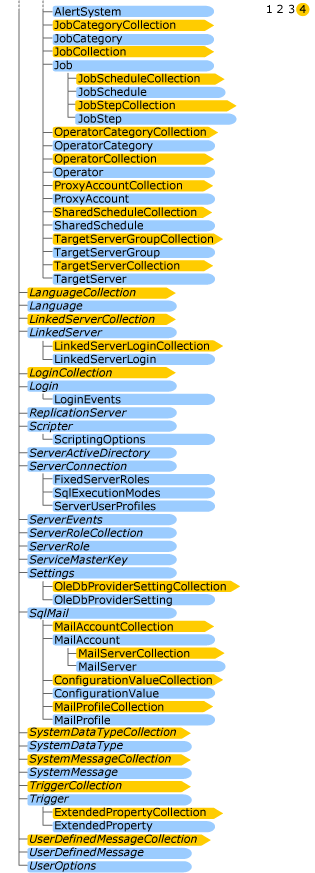 1 2 3 4
AlertSystem
JobCategoryCollection
JobCategory
JobCollection
Job
JobScheduleCollection
JobSchedule
JobStepCollection
JobStep
OperatorCategoryCollection
OperatorCategory
OperatorCollection
Operator
ProxyAccountCollection
ProxyAccount
SharedScheduleCollection
SharedSchedule
TargetServerGroupCollection
TargetServerGroup
TargetServerCollection
TargetServer
LanguageCollection
Language
LinkedServerCollection
LinkedServer
LinkedServerLoginCollection
LinkedServerLogin
LoginCollection
Login
LoginEvents
ReplicationServer
Scripter
ScriptingOptions
ServerActiveDirectory
ServerConnection
FixedServerRoles
SqlExecutionModes
ServerUserProfiles
ServerEvents
ServerRoleCollection
ServerRole
ServiceMasterKey
Settings
OleDbProviderSettingCollection
OleDbProviderSetting
SqlMail
MailAccountCollection
MailAccount
MailServerCollection
MailServer
ConfigurationValueCollection
ConfigurationValue
MailProfileCollection
MailProfile
SystemDataTypeCollection
SystemDataType
SystemMessageCollection
SystemMessage
TriggerCollection
Trigger
ExtendedPropertyCollection
ExtendedProperty
UserDefinedMessageCollection
UserDefinedMessage
UserOptions